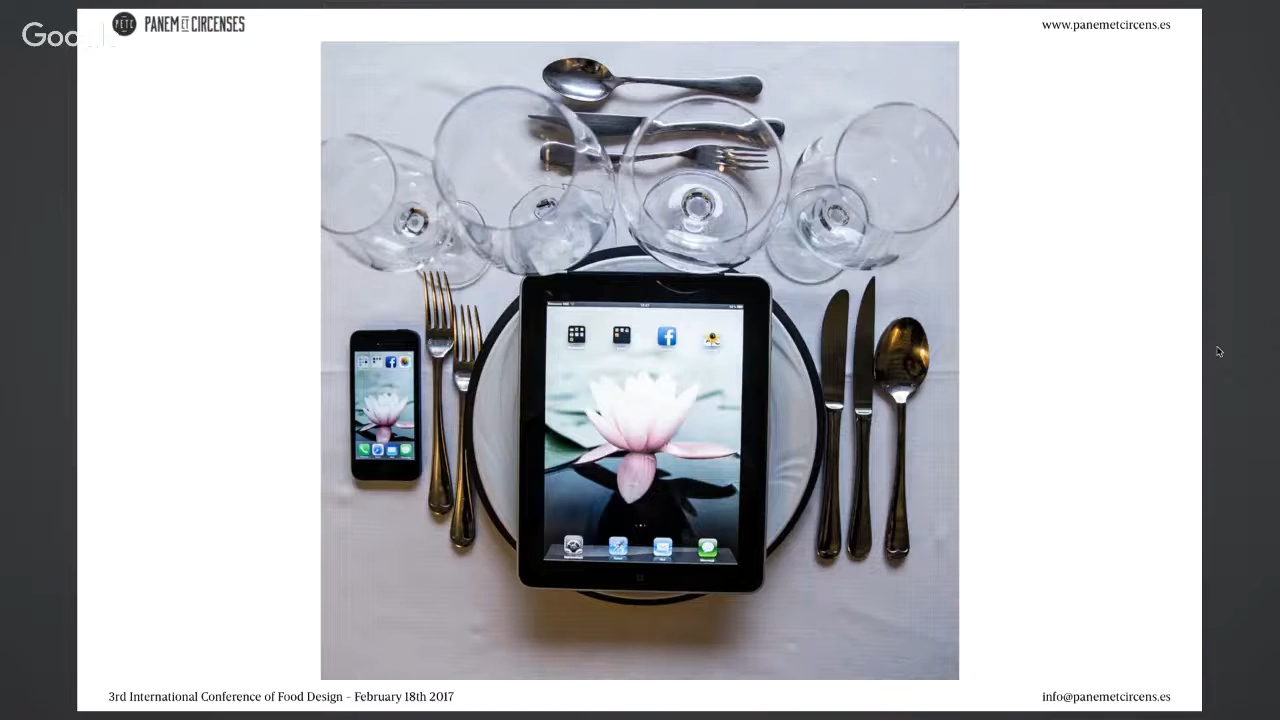 Google
PETC PANEM ET CIRCENSES
www.panemetcircens.es
3rd International Conference of Food Design - February 18th 2017
info@panemetcircens.es